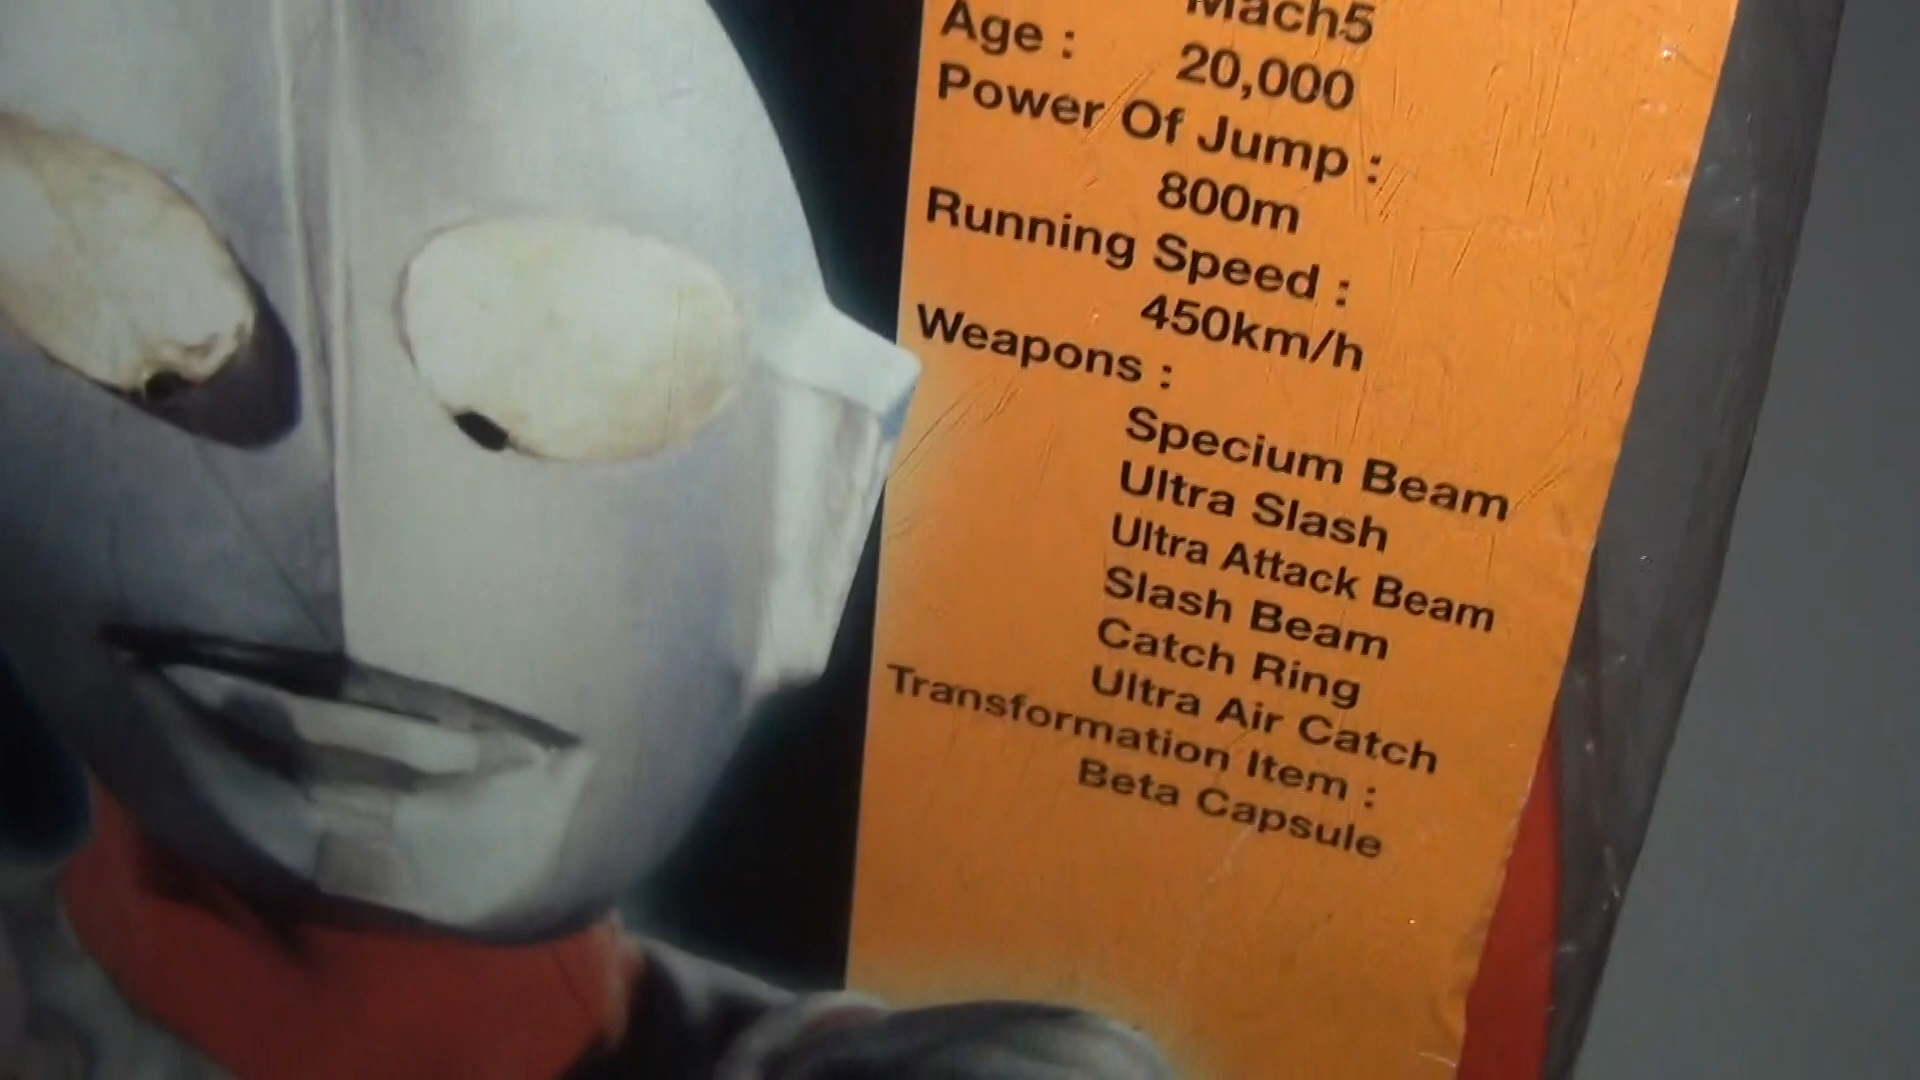 Mach5
Age :
20,000
Power Of Jump :
800m
Running Speed :
450km/h
Weapons :
Specium Beam
Ultra Slash
Ultra Attack Beam
Slash Beam
Catch Ring
Ultra Air Catch
Transformation Item :
Beta Capsule